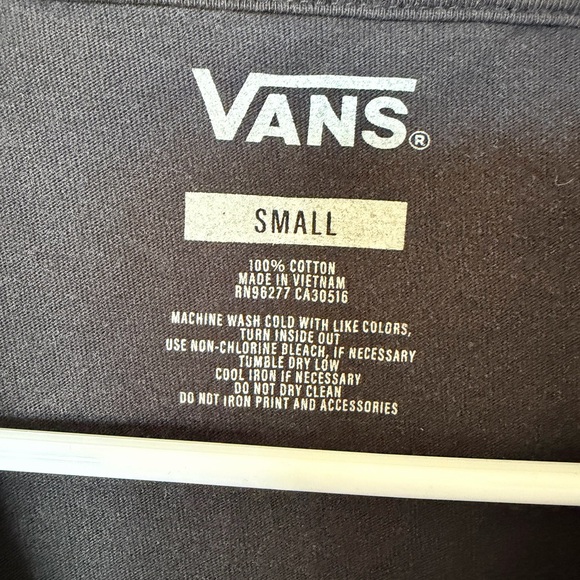 VANS®
SMALL
100% COTTON
MADE IN VIETNAM
RN96277 CA30516
MACHINE WASH COLD WITH LIKE COLORS,
TURN INSIDE OUT
USE NON-CHLORINE BLEACH, IF NECESSARY
TUMBLE DRY LOW
COOL IRON IF NECESSARY
DO NOT DRY CLEAN
DO NOT IRON PRINT AND ACCESSORIES